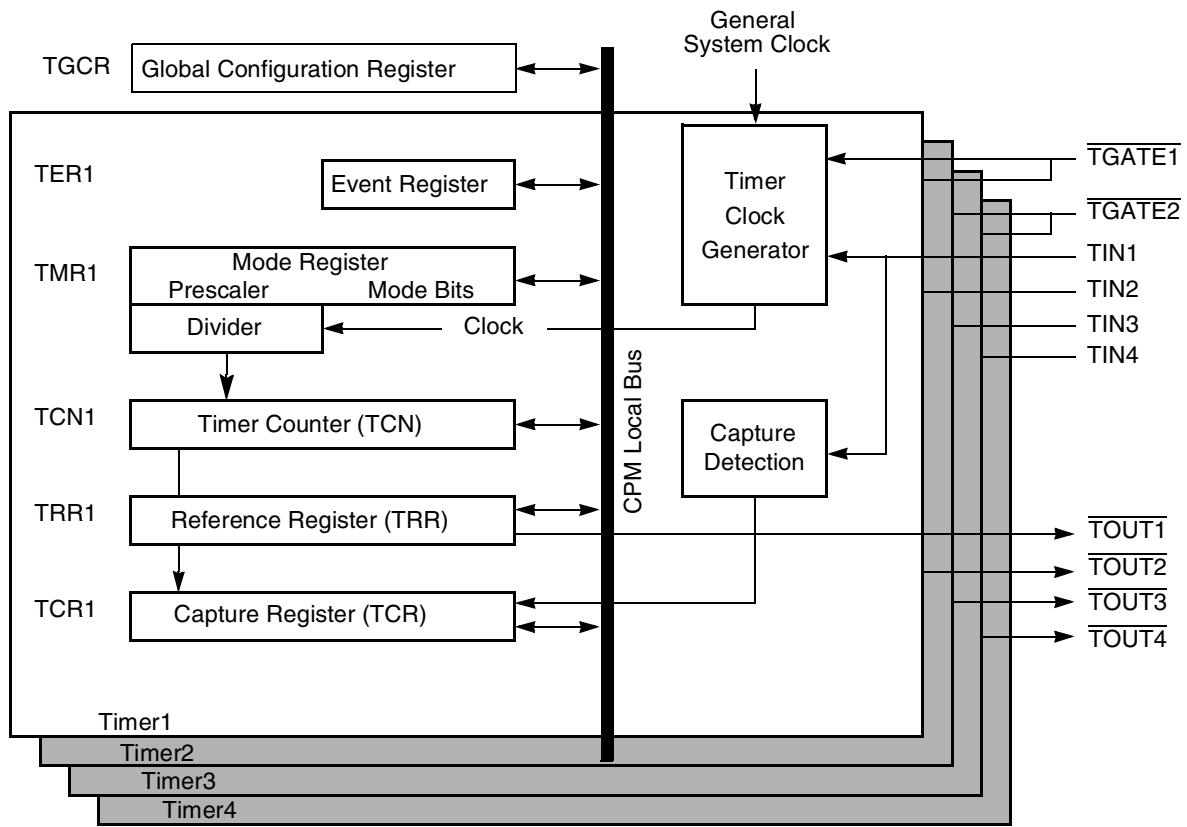 General
System Clock
TGCR
Global Configuration Register
TER1
Event Register
Timer
Clock
Generator
TGATE1
TGATE2
TMR1
Mode Register
Prescaler Mode Bits
Divider
Clock
TIN1
TIN2
TIN3
TIN4
CPM Local Bus
TCN1
Timer Counter (TCN)
Capture
Detection
TRR1
Reference Register (TRR)
TOUT1
TOUT2
TOUT3
TOUT4
TCR1
Capture Register (TCR)
Timer1
Timer2
Timer3
Timer4